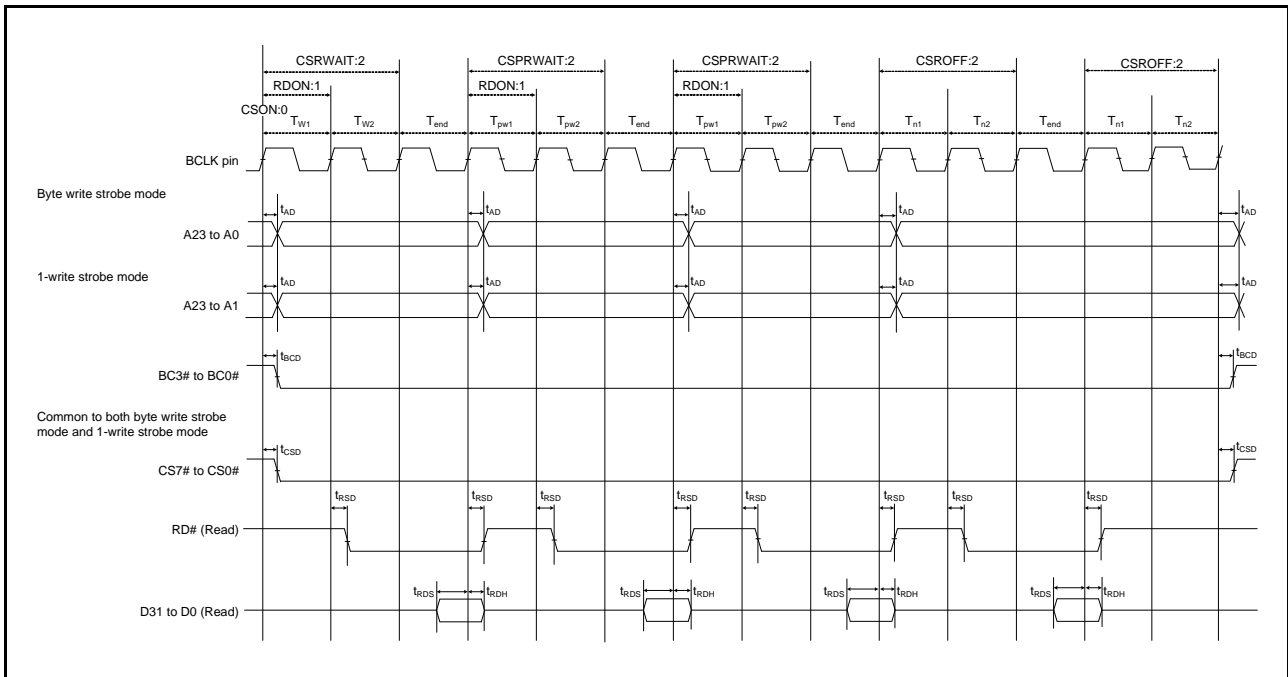 CSRWAIT:2 CSPRWAIT:2 CSPRWAIT:2 CSROFF:2 CSROFF:2
RDON:1 RDON:1 RDON:1
CSON:0
TW1 TW2 Tend Tpw1 Tpw2 Tend Tpw1 Tpw2 Tend Tn1 Tn2 Tend Tn1 Tn2
BCLK pin
Byte write strobe mode
tAD tAD tAD tAD tAD
A23 to A0
1-write strobe mode
tAD tAD tAD tAD tAD
A23 to A1
tBCD tBCD
BC3# to BC0#
Common to both byte write strobe
mode and 1-write strobe mode
tCSD tCSD
CS7# to CS0#
tRSD tRSD tRSD tRSD tRSD tRSD tRSD tRSD
RD# (Read)
tRDS tRDH tRDS tRDH tRDS tRDH tRDS tRDH
D31 to D0 (Read)